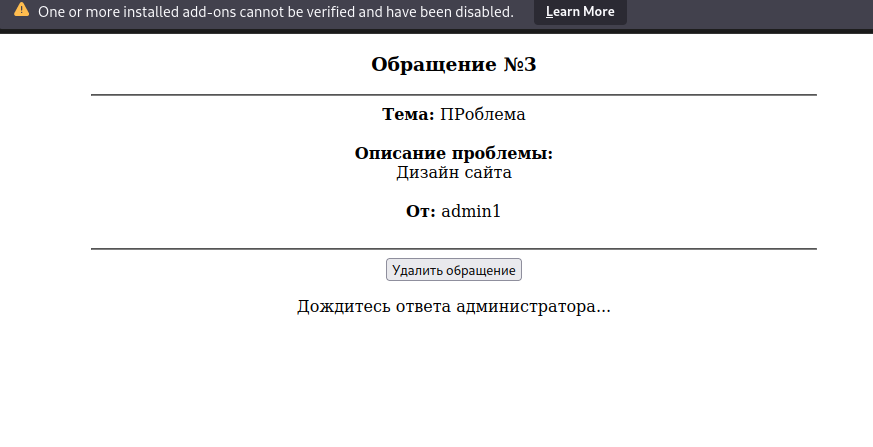 One or more installed add-ons cannot be verified and have been disabled. Learn More
Обращение №3
Тема: ПРоблема
Описание проблемы:
Дизайн сайта
От: admin1
Удалить обращение
Дождитесь ответа администратора...